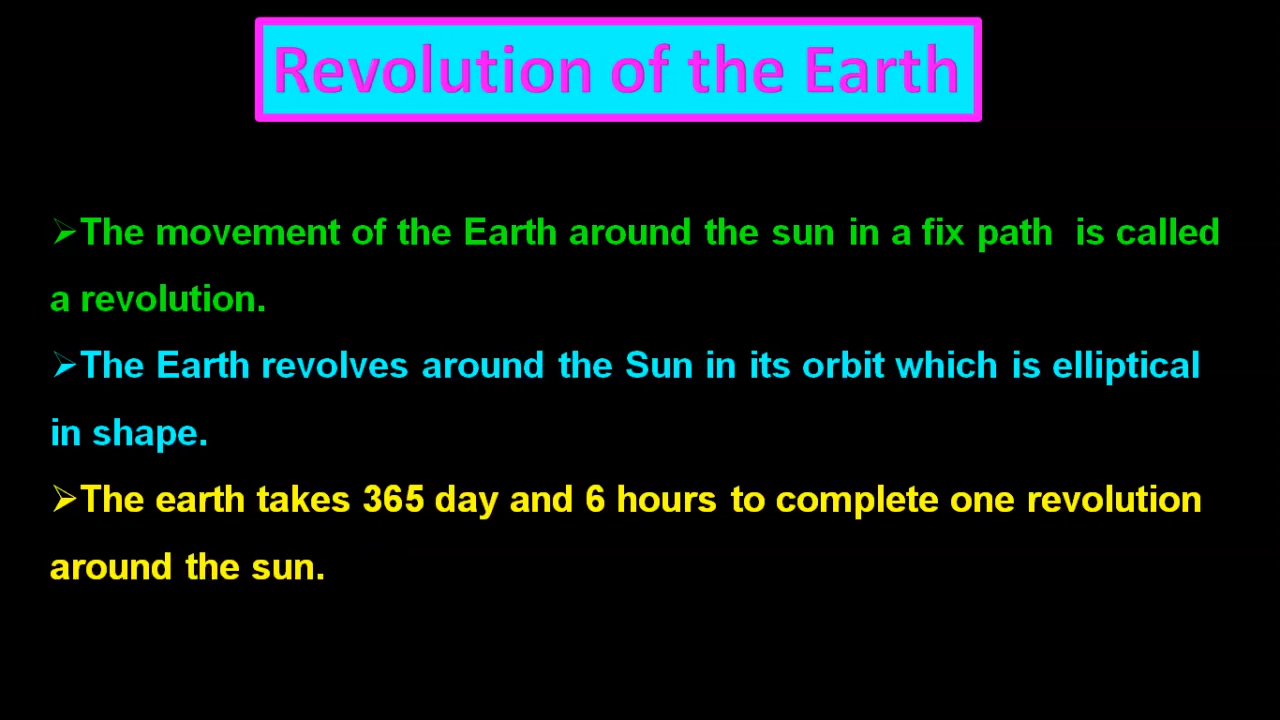 Revolution of the Earth
➢The movement of the Earth around the sun in a fix path is called
a revolution.
➢The Earth revolves around the Sun in its orbit which is elliptical
in shape.
➢The earth takes 365 day and 6 hours to complete one revolution
around the sun.